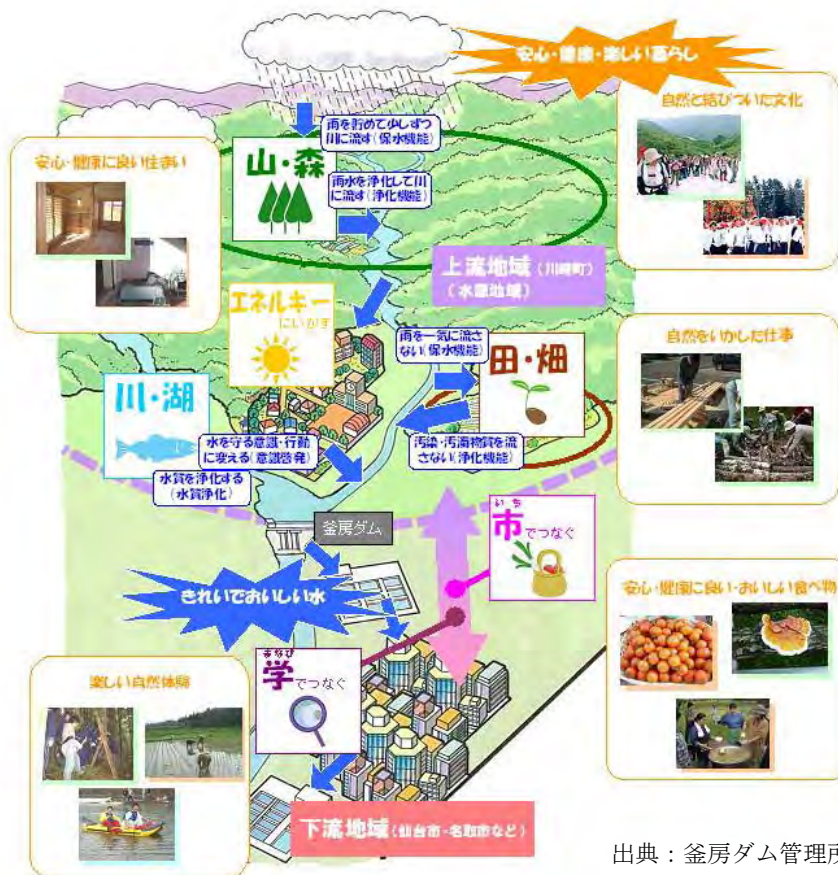 安心・健康・楽しい暮らし
自然と結びついた文化
雨を貯めて少しずつ
川に流す(保水機能)
安心・健康に良い住まい
山・森
雨水を浄化して川
に流す(浄化機能)
上流地域(川崎町)
(水源地域)
エネルギー
にいかす
雨を一気に流さ
ない(保水機能)
自然をいかした仕事
田・畑
川・湖
水を守る意識・行動
に変える(意識啓発)
汚染・汚濁物質を流
さない(浄化機能)
水質を浄化する
(水質浄化)
いち
市でつなぐ
釜房ダム
安心・健康に良い・おいしい食べ物
きれいでおいしい水
まなび
学でつなぐ
楽しい自然体験
下流地域(仙台市・名取市など)
出典：釜房ダム管理所